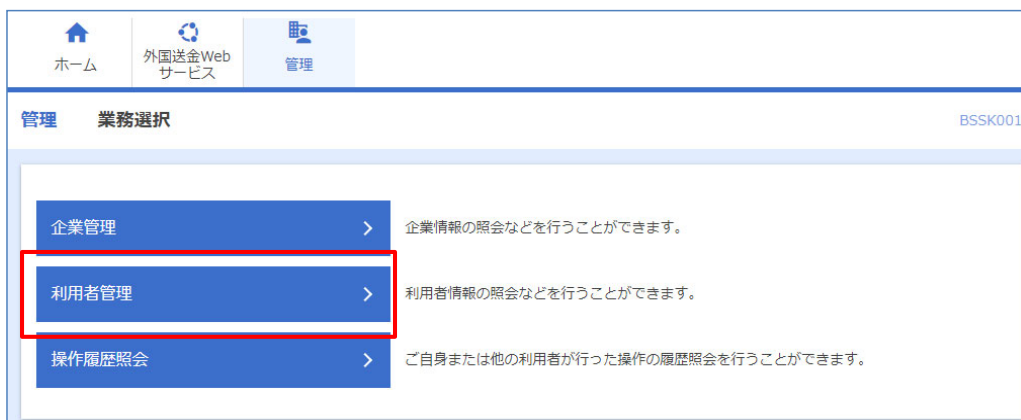 ホーム
外国送金Web
サービス
管理
管理 業務選択
BSSK001
企業管理
企業情報の照会などを行うことができます。
利用者管理
利用者情報の照会などを行うことができます。
操作履歴照会
ご自身または他の利用者が行った操作の履歴照会を行うことができます。